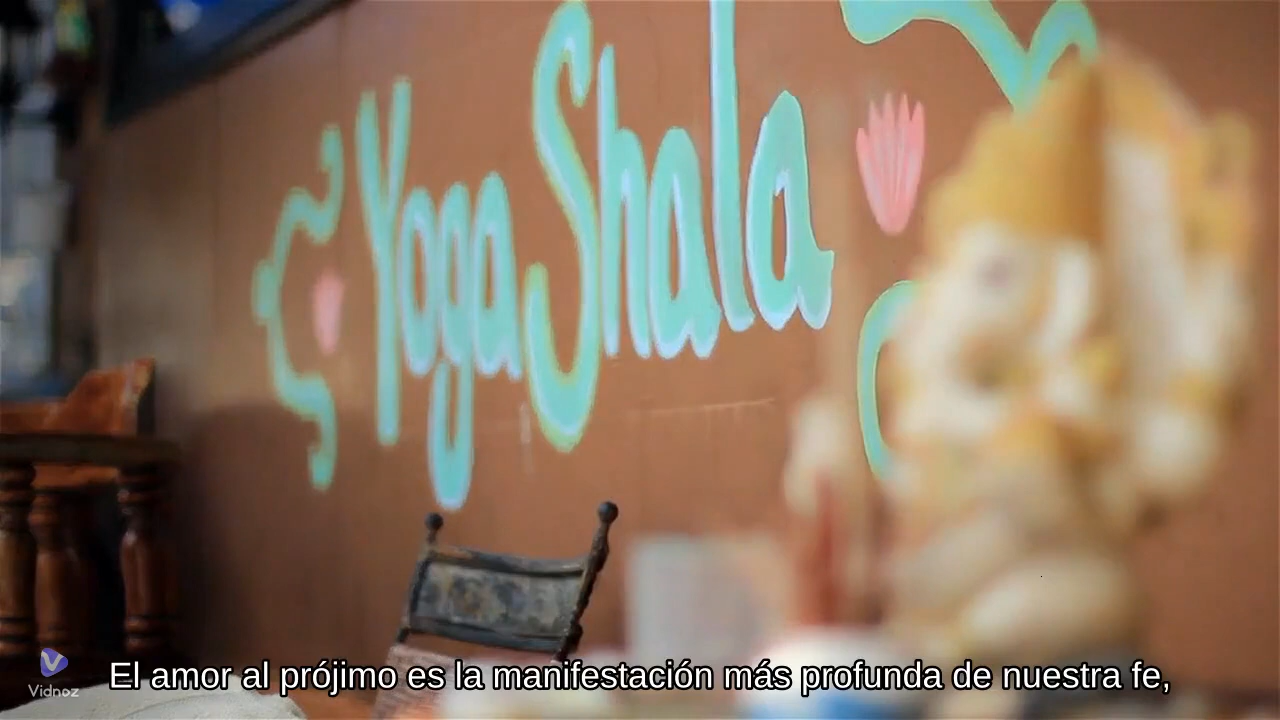 Yoga Shala
Vidnoz
El amor al prójimo es la manifestación más profunda de nuestra fe,